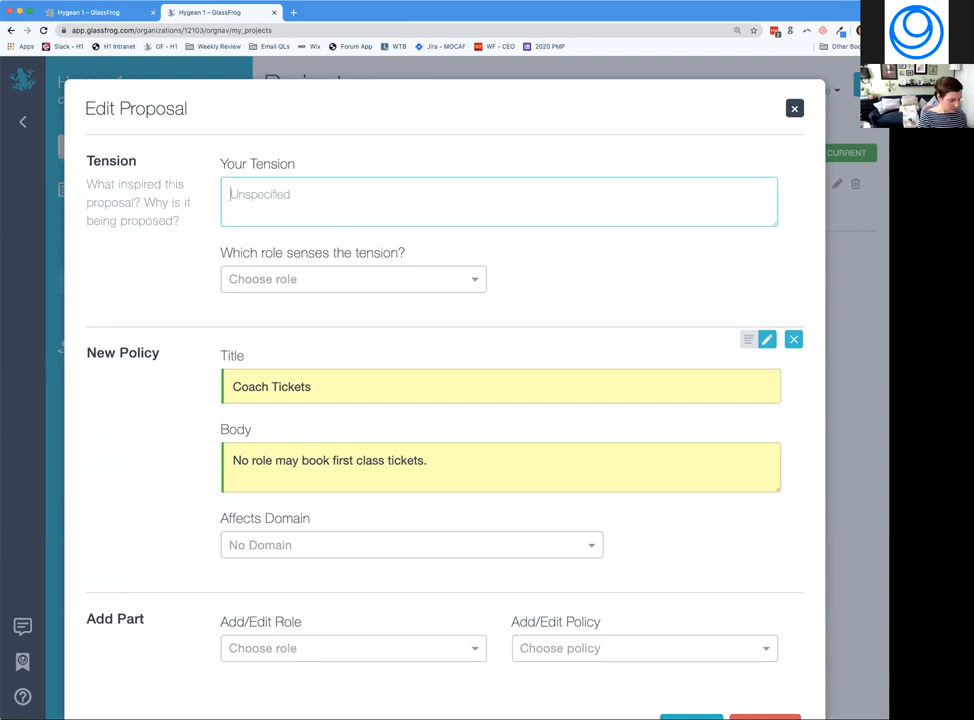 Hygean 1 – GlassFrog
Hygean 1 – GlassFrog
app.glassfrog.com/organizations/12103/orgnav/my_projects
Apps
Slack - H1
H1 Intranet
GF - H1
Weekly Review
Email QLs
Wix
Forum App
WTB
Jira - MOCAF
WF - CEO
2020 PMP
Edit Proposal
CURRENT
Tension
What inspired this
proposal? Why is it
being proposed?
Your Tension
Unspecified
Which role senses the tension?
Choose role
New Policy
Title
Coach Tickets
Body
No role may book first class tickets.
Affects Domain
No Domain
Add Part
Add/Edit Role
Choose role
Add/Edit Policy
Choose policy